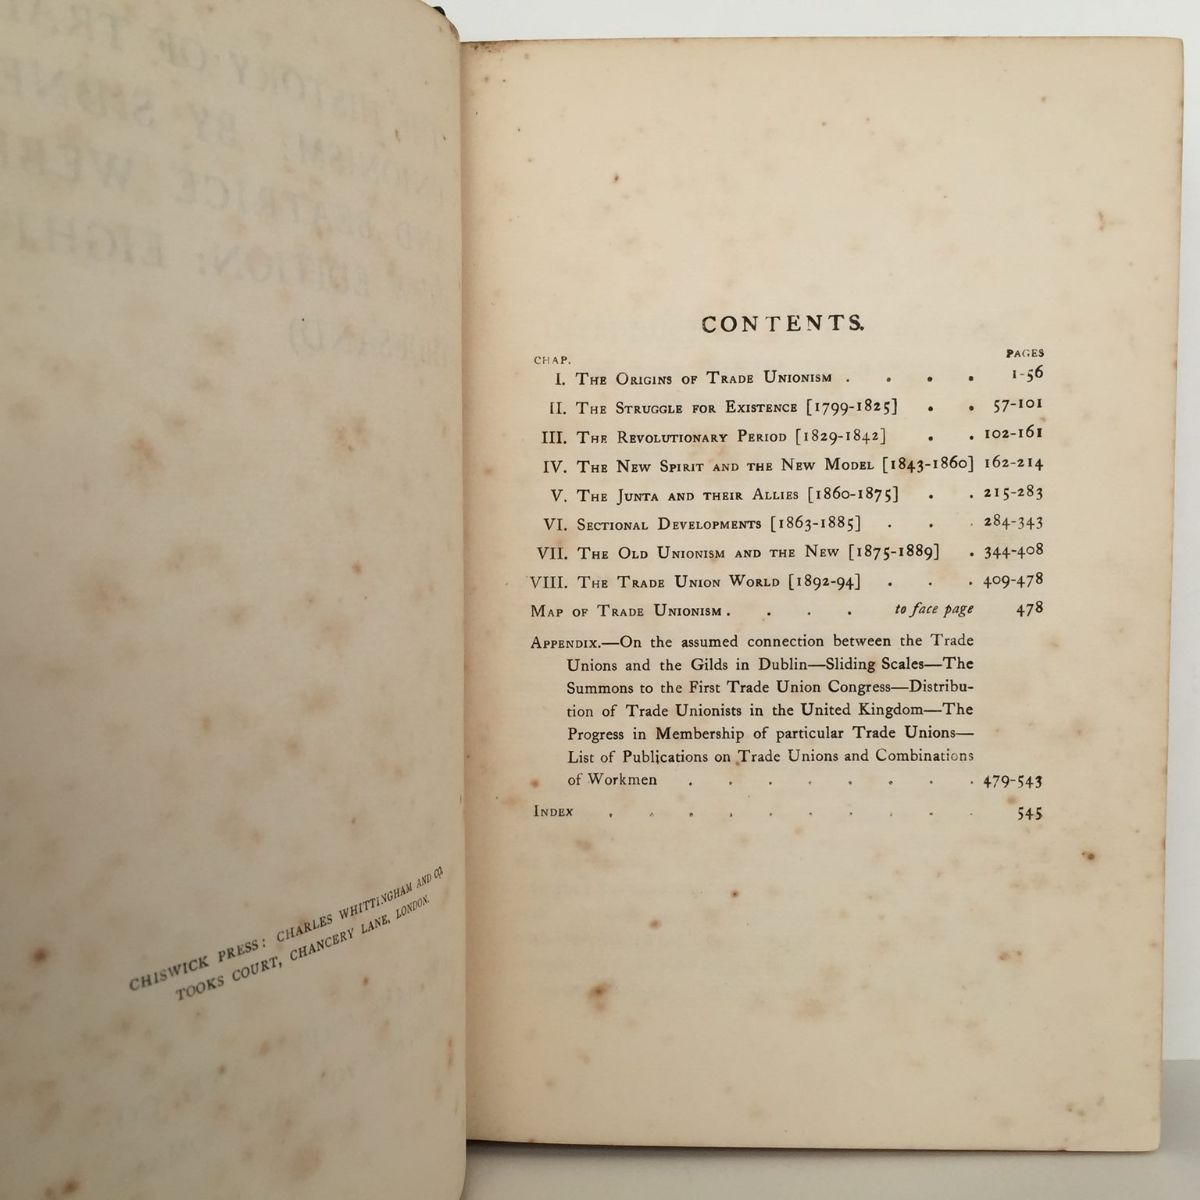 CHISWICK PRESS: CHARLES WHITTINGHAM AND CO.
TOOKS COURT, CHANCERY LANE, LONDON.
CONTENTS.
CHAP. PAGES
I. THE ORIGINS OF TRADE UNIONISM . . . . 1-56
II. THE STRUGGLE FOR EXISTENCE [1799-1825] . . 57-101
III. THE REVOLUTIONARY PERIOD [1829-1842] . . 102-161
IV. THE NEW SPIRIT AND THE NEW MODEL [1843-1860] 162-214
V. THE JUNTA AND THEIR ALLIES [1860-1875] . . 215-283
VI. SECTIONAL DEVELOPMENTS [1863-1885] . . . 284-343
VII. THE OLD UNIONISM AND THE NEW [1875-1889] . 344-408
VIII. THE TRADE UNION WORLD [1892-94] . . . 409-478
MAP OF TRADE UNIONISM . . . . to face page 478
APPENDIX.—On the assumed connection between the Trade
Unions and the Gilds in Dublin—Sliding Scales—The
Summons to the First Trade Union Congress—Distribu-
tion of Trade Unionists in the United Kingdom—The
Progress in Membership of particular Trade Unions—
List of Publications on Trade Unions and Combinations
of Workmen . . . . . . . . 479-543
INDEX . . . . . . . . . . 545